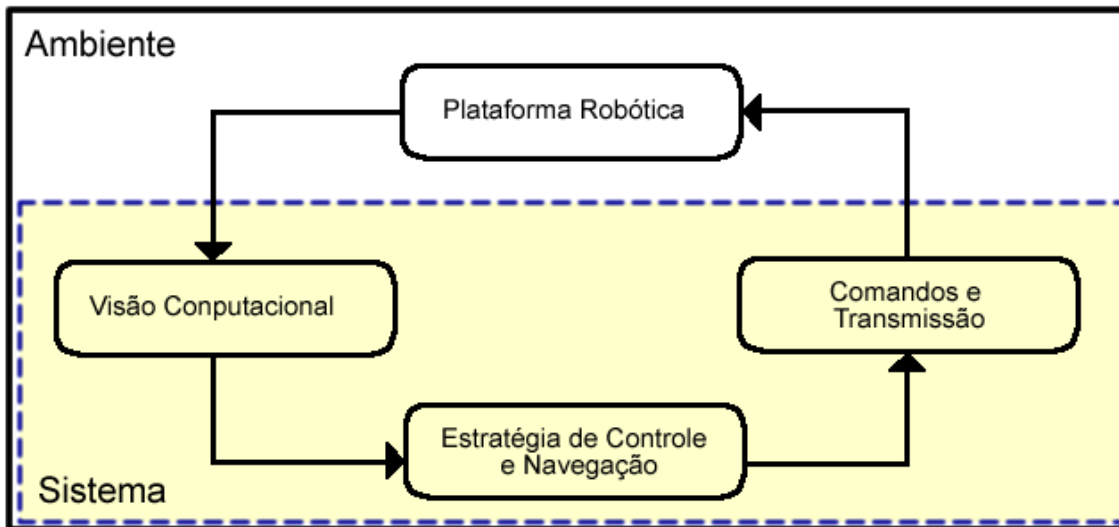 Ambiente
Plataforma Robótica
Visão Conputacional
Comandos e
Transmissão
Estratégia de Controle
e Navegação
Sistema